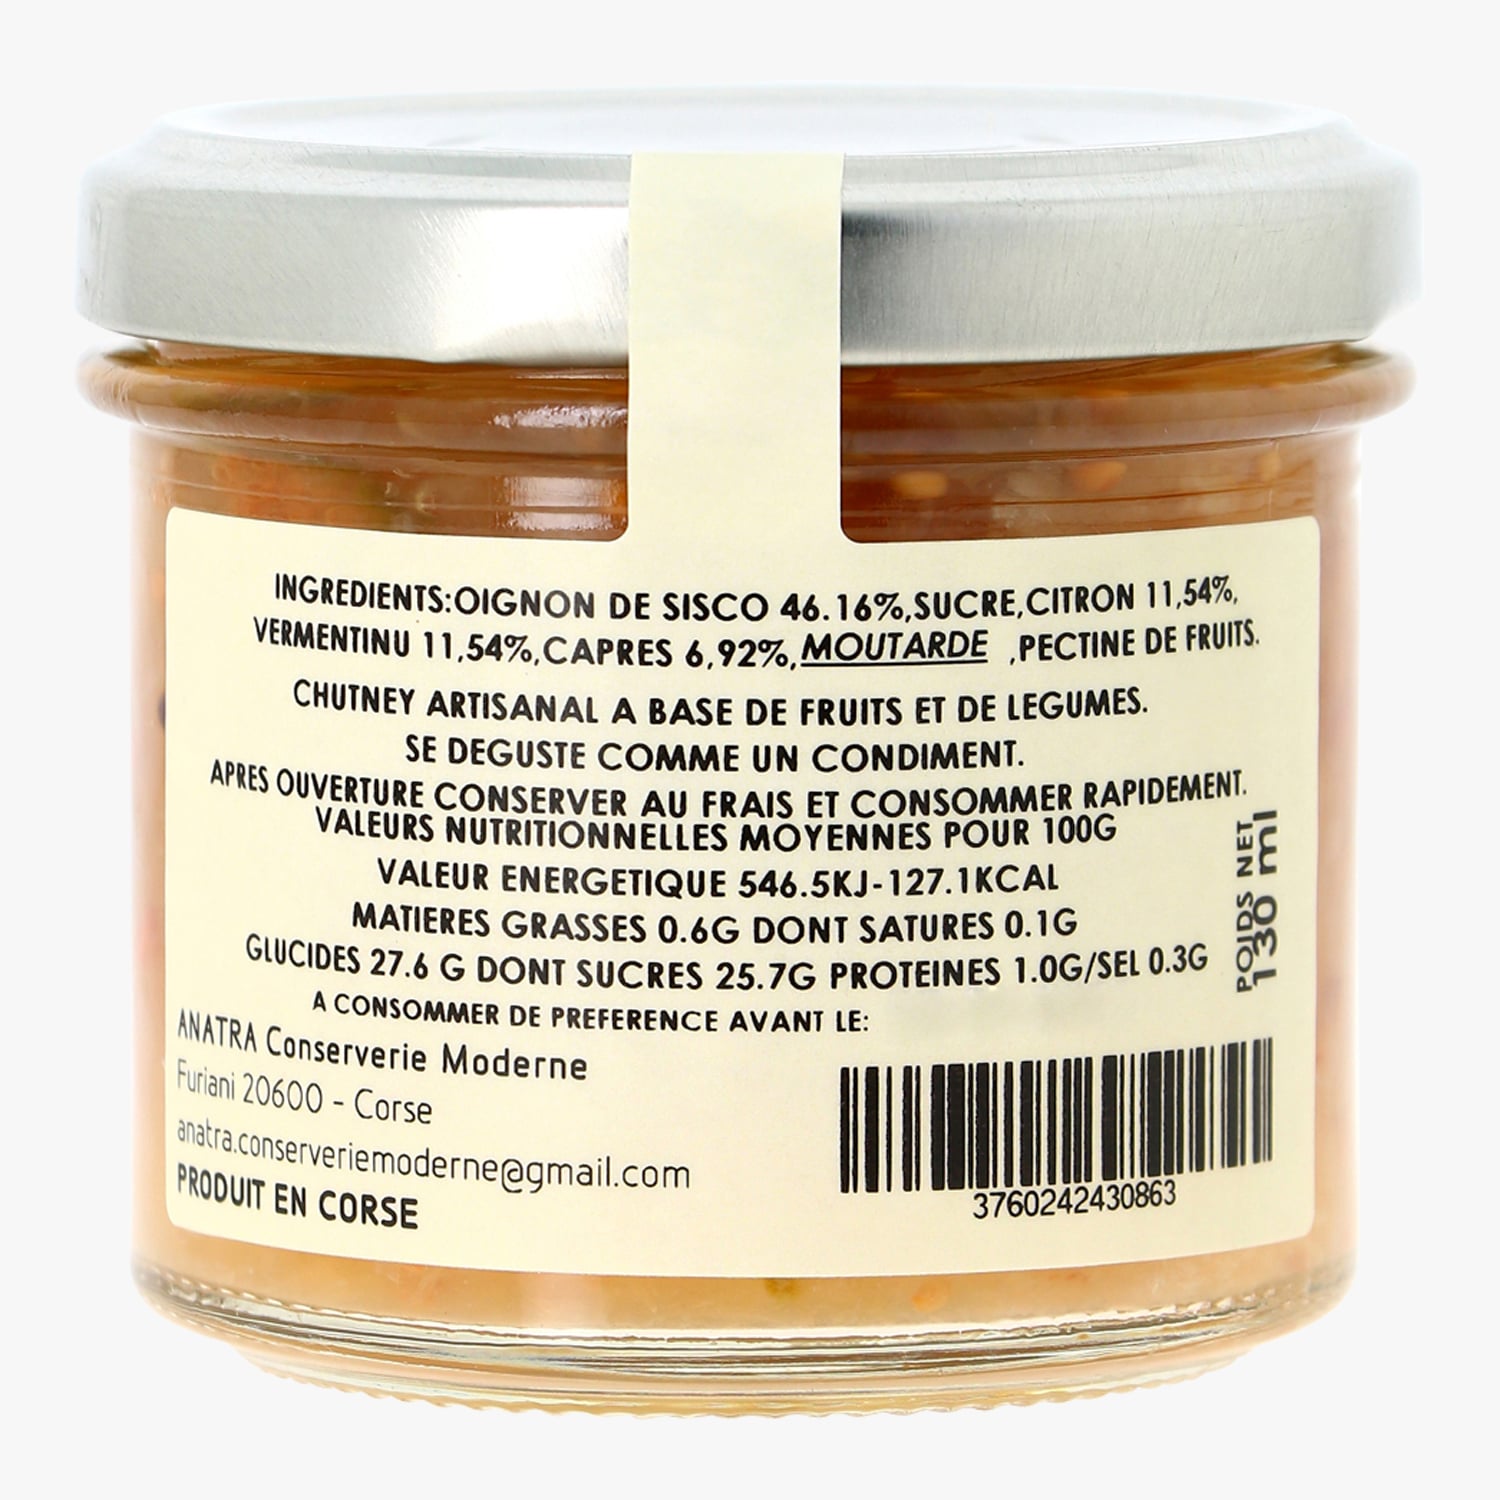 INGREDIENTS:OIGNON DE SISCO 46.16%,SUCRE,CITRON 11,54%,
VERMENTINU 11,54%,CAPRES 6,92%,MOUTARDE ,PECTINE DE FRUITS.
CHUTNEY ARTISANAL A BASE DE FRUITS ET DE LEGUMES.
SE DEGUSTE COMME UN CONDIMENT.
APRES OUVERTURE CONSERVER AU FRAIS ET CONSOMMER RAPIDEMENT.
VALEURS NUTRITIONNELLES MOYENNES POUR 100G
VALEUR ENERGETIQUE 546.5KJ-127.1KCAL
MATIERES GRASSES 0.6G DONT SATURES 0.1G
GLUCIDES 27.6 G DONT SUCRES 25.7G PROTEINES 1.0G/SEL 0.3G
A CONSOMMER DE PREFERENCE AVANT LE:
POIDS NET
130 ml
ANATRA Conserverie Moderne
Furiani 20600 - Corse
anatra.conserveriemoderne@gmail.com
PRODUIT EN CORSE
3760242430863